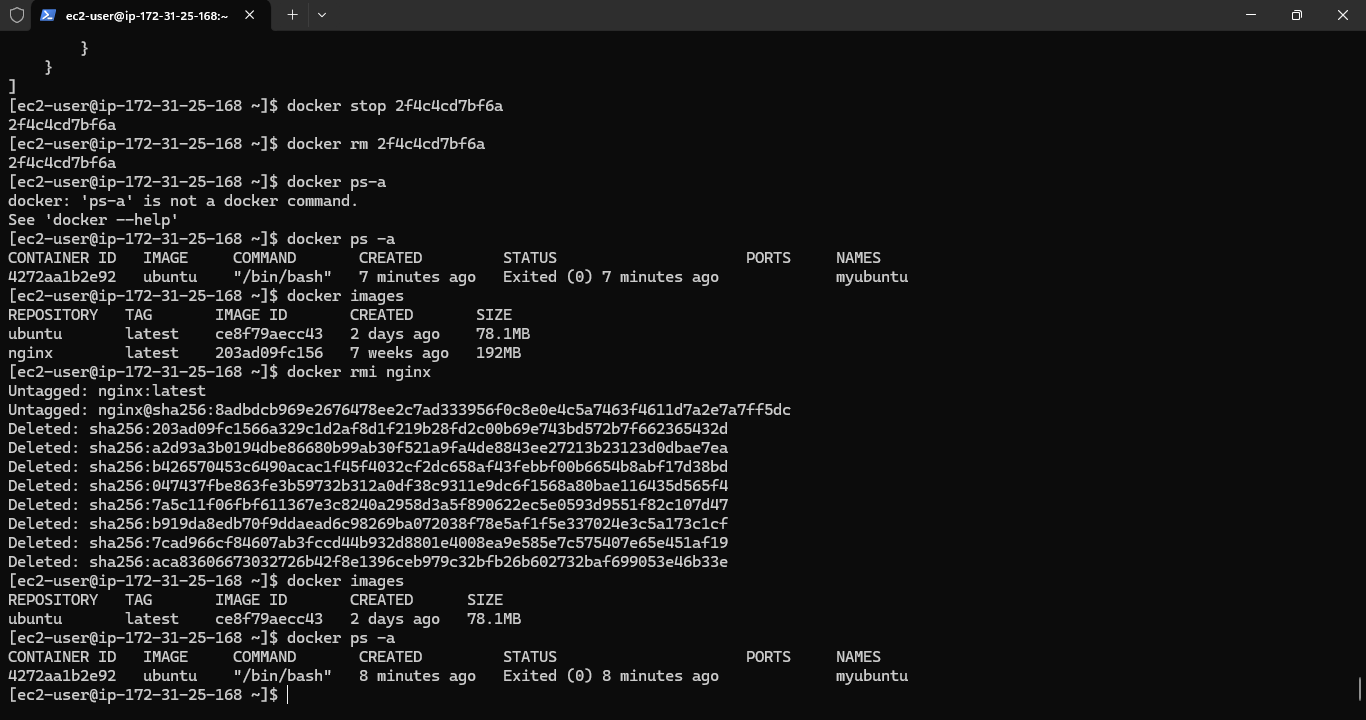 ec2-user@ip-172-31-25-168:~
        }
    }
]
[ec2-user@ip-172-31-25-168 ~]$ docker stop 2f4c4cd7bf6a
2f4c4cd7bf6a
[ec2-user@ip-172-31-25-168 ~]$ docker rm 2f4c4cd7bf6a
2f4c4cd7bf6a
[ec2-user@ip-172-31-25-168 ~]$ docker ps-a
docker: 'ps-a' is not a docker command.
See 'docker --help'
[ec2-user@ip-172-31-25-168 ~]$ docker ps -a
CONTAINER ID   IMAGE     COMMAND       CREATED         STATUS                     PORTS     NAMES
4272aa1b2e92   ubuntu    "/bin/bash"   7 minutes ago   Exited (0) 7 minutes ago             myubuntu
[ec2-user@ip-172-31-25-168 ~]$ docker images
REPOSITORY   TAG       IMAGE ID       CREATED       SIZE
ubuntu       latest    ce8f79aecc43   2 days ago    78.1MB
nginx        latest    203ad09fc156   7 weeks ago   192MB
[ec2-user@ip-172-31-25-168 ~]$ docker rmi nginx
Untagged: nginx:latest
Untagged: nginx@sha256:8adbdcb969e2676478ee2c7ad333956f0c8e0e4c5a7463f4611d7a2e7a7ff5dc
Deleted: sha256:203ad09fc1566a329c1d2af8d1f219b28fd2c00b69e743bd572b7f662365432d
Deleted: sha256:a2d93a3b0194dbe86680b99ab30f521a9fa4de8843ee27213b23123d0dbae7ea
Deleted: sha256:b426570453c6490acac1f45f4032cf2dc658af43febbf00b6654b8abf17d38bd
Deleted: sha256:047437fbe863fe3b59732b312a0df38c9311e9dc6f1568a80bae116435d565f4
Deleted: sha256:7a5c11f06fbf611367e3c8240a2958d3a5f890622ec5e0593d9551f82c107d47
Deleted: sha256:b919da8edb70f9ddaead6c98269ba072038f78e5af1f5e337024e3c5a173c1cf
Deleted: sha256:7cad966cf84607ab3fccd44b932d8801e4008ea9e585e7c575407e65e451af19
Deleted: sha256:aca83606673032726b42f8e1396ceb979c32bfb26b602732baf699053e46b33e
[ec2-user@ip-172-31-25-168 ~]$ docker images
REPOSITORY   TAG       IMAGE ID       CREATED      SIZE
ubuntu       latest    ce8f79aecc43   2 days ago   78.1MB
[ec2-user@ip-172-31-25-168 ~]$ docker ps -a
CONTAINER ID   IMAGE     COMMAND       CREATED         STATUS                     PORTS     NAMES
4272aa1b2e92   ubuntu    "/bin/bash"   8 minutes ago   Exited (0) 8 minutes ago             myubuntu
[ec2-user@ip-172-31-25-168 ~]$